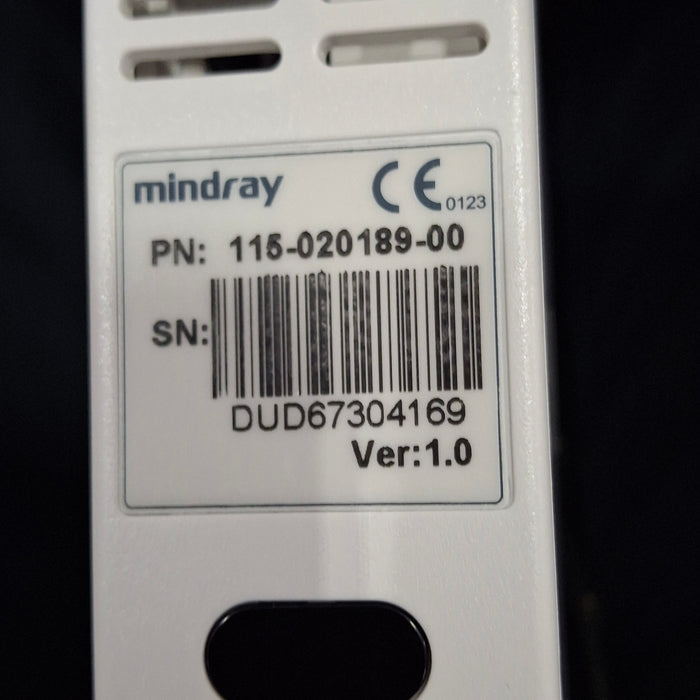 mindray CE 0123
PN: 115-020189-00
SN:
DUD67304169
Ver:1.0